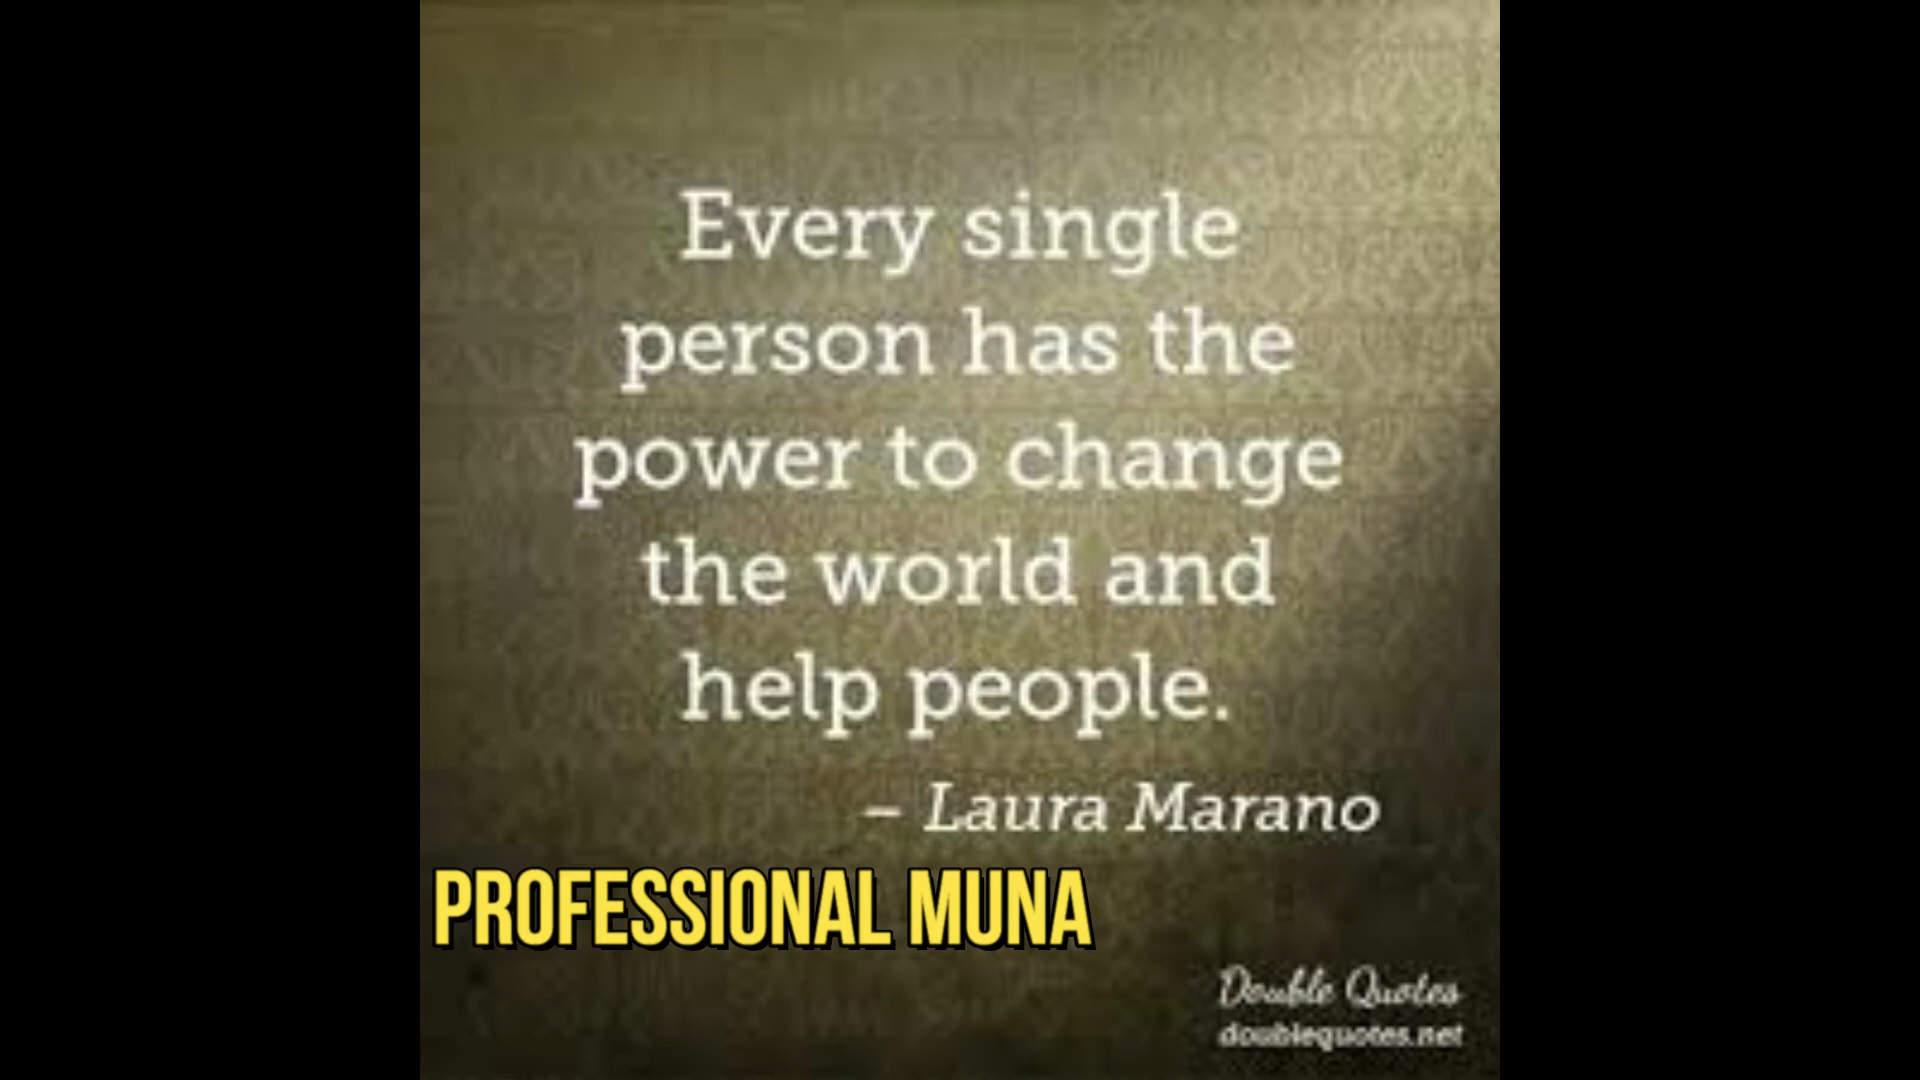 Every single
person has the
power to change
the world and
help people.
– Laura Marano
PROFESSIONAL MUNA
Double Quotes
doublequotes.net